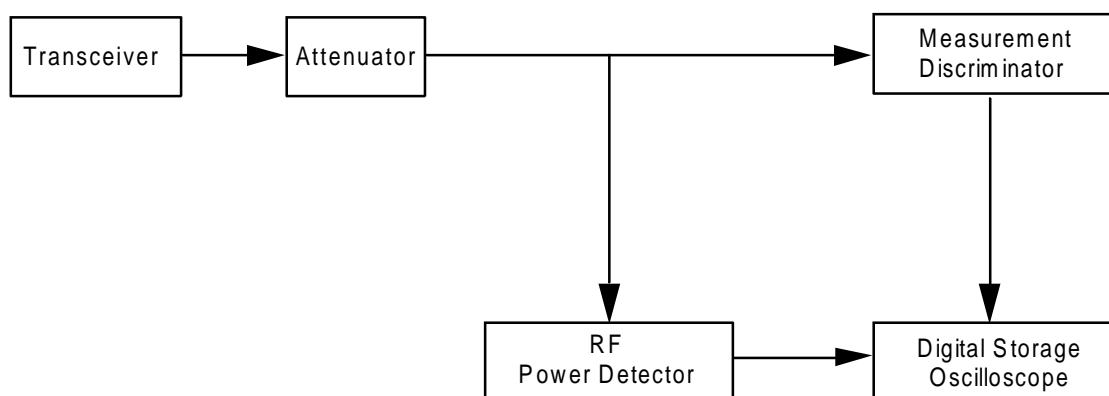 Transceiver
Attenuator
Measurement
Discriminator
RF
Power Detector
Digital Storage
Oscilloscope